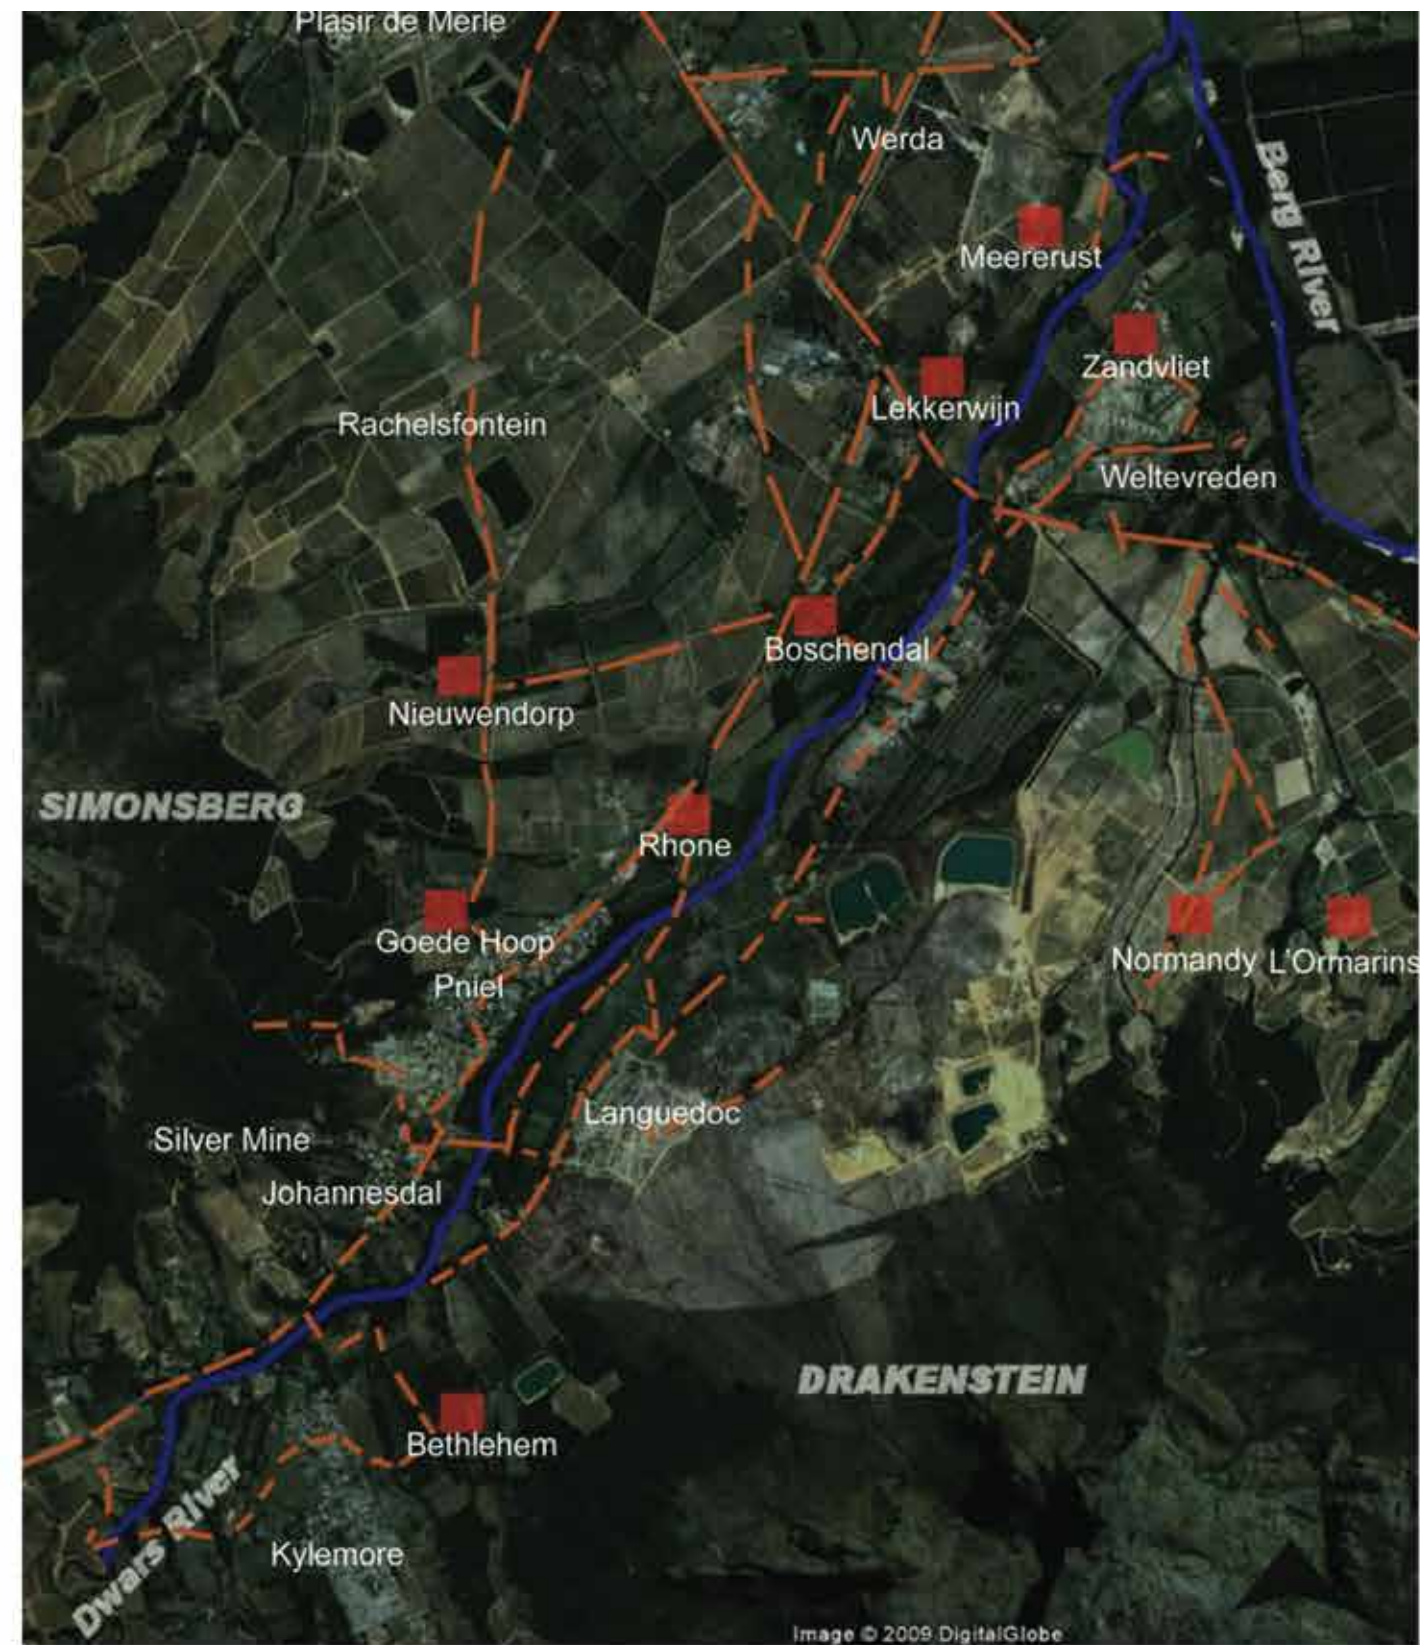 Plasir de Merle
Werda
Berg River
Meererust
Zandvliet
Lekkerwijn
Rachelsfontein
Weltevreden
Boschendal
Nieuwendorp
SIMONSBERG
Rhone
Goede Hoop
Normandy
L'Ormarins
Pniel
Languedoc
Silver Mine
Johannesdal
DRAKENSTEIN
Bethlehem
Dwars River
Kylemore
Image © 2009 DigitalGlobe